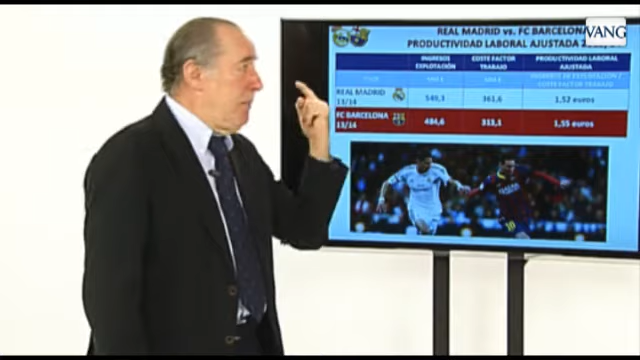 VANG
REAL MADRID vs. FC BARCELONA
PRODUCTIVIDAD LABORAL AJUSTADA
INGRESOS EXPLOTACIÓN
COSTE FACTOR TRABAJO
PRODUCTIVIDAD LABORAL AJUSTADA
REAL MADRID 13/14
549,3
361,6
1,52 euros
FC BARCELONA 13/14
484,6
313,1
1,55 euros